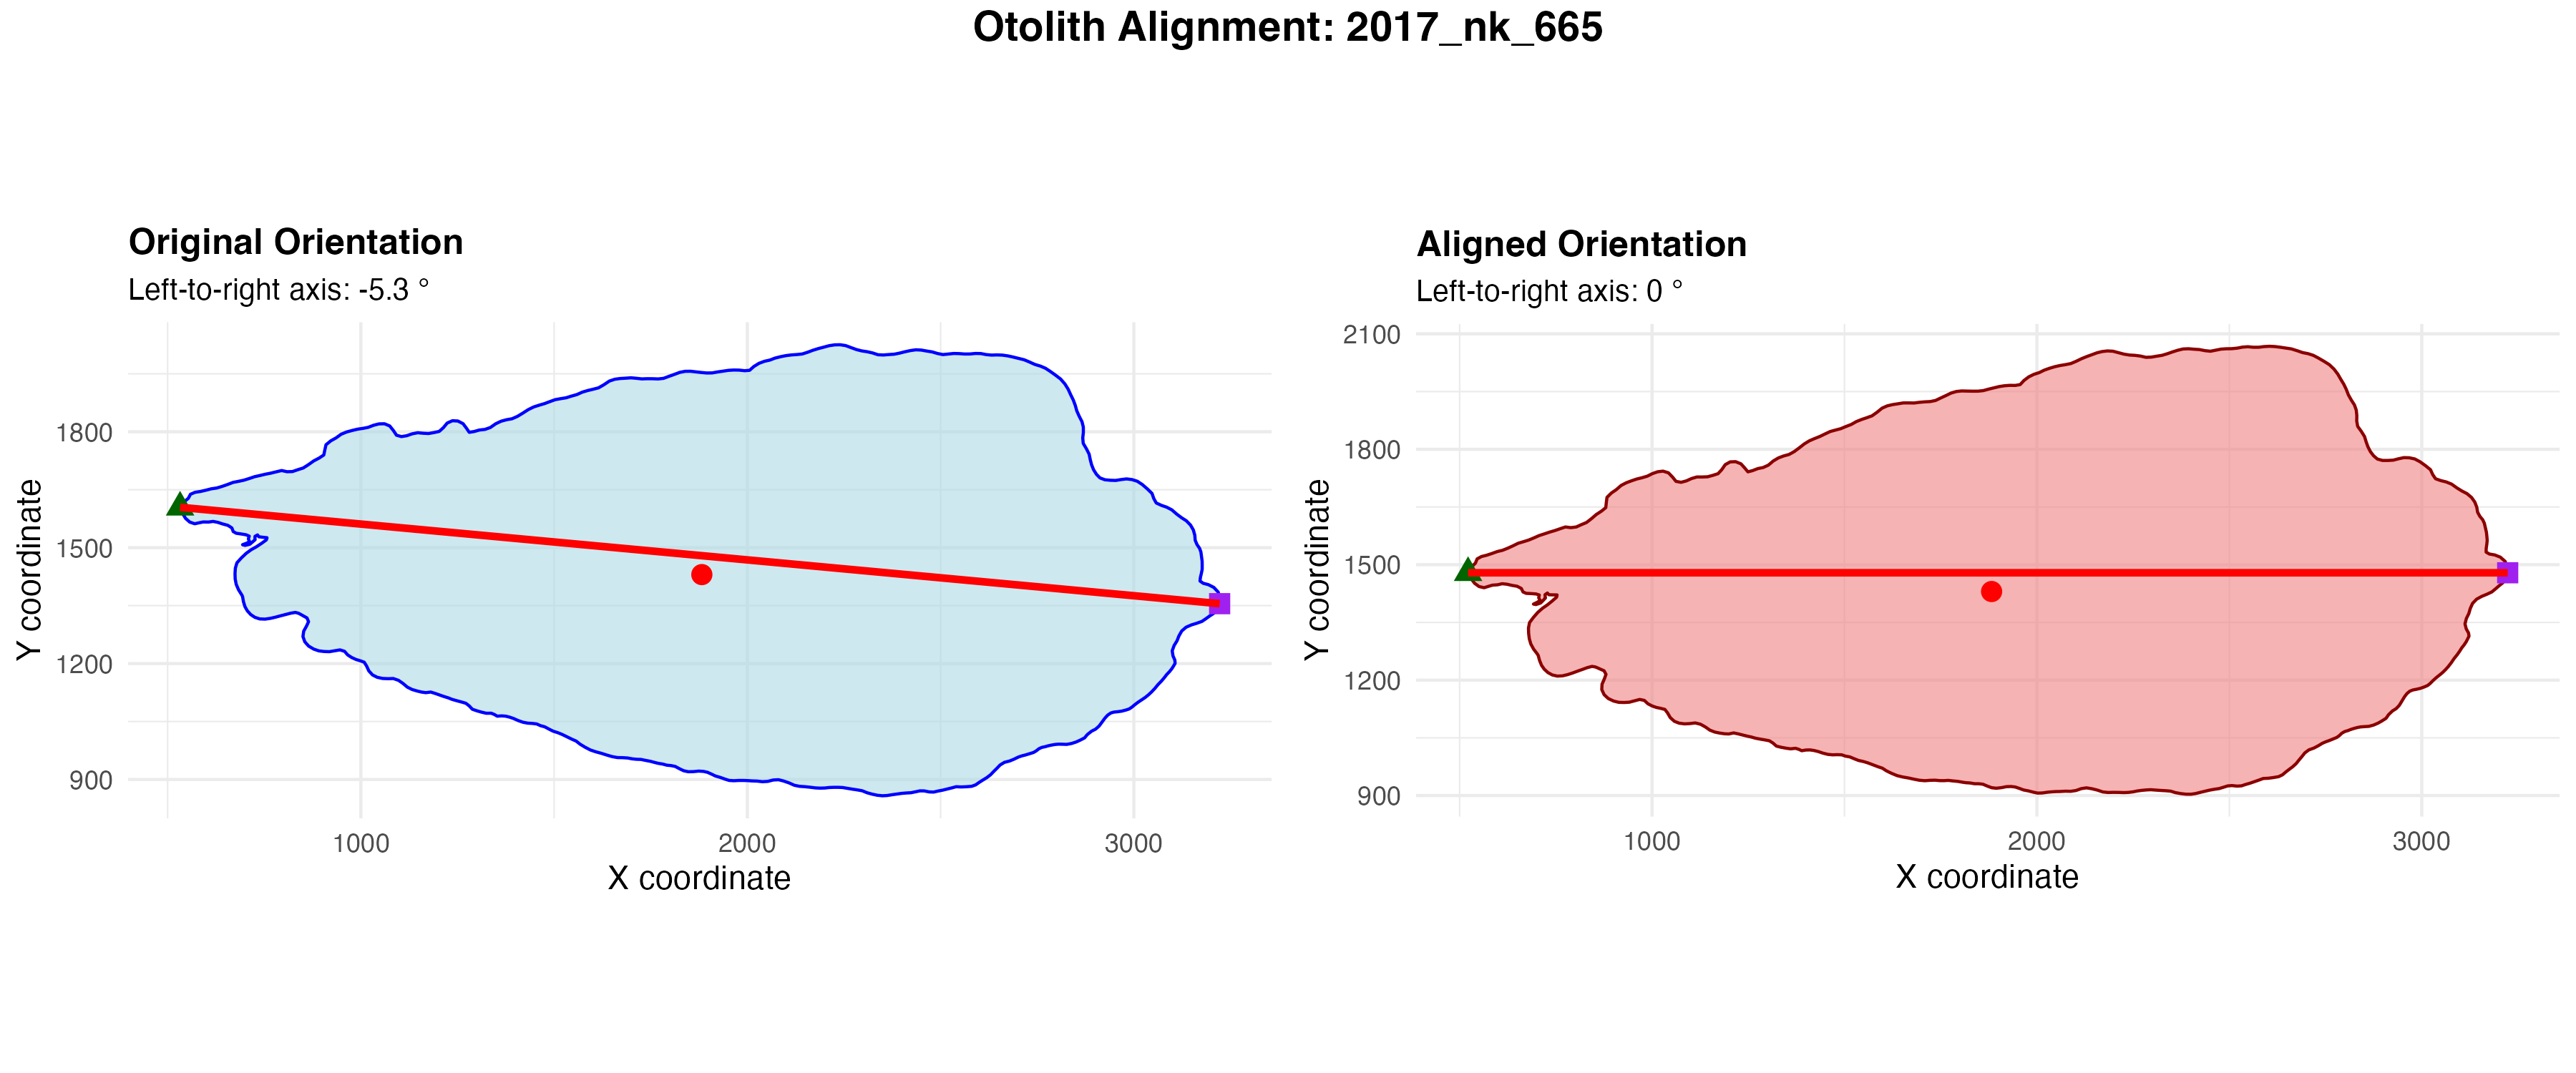 Otolith Alignment: 2017_nk_665
Original Orientation
Left-to-right axis: -5.3 °
Y coordinate
1800
1500
1200
900
1000
2000
3000
X coordinate
Aligned Orientation
Left-to-right axis: 0 °
Y coordinate
2100
1800
1500
1200
900
1000
2000
3000
X coordinate